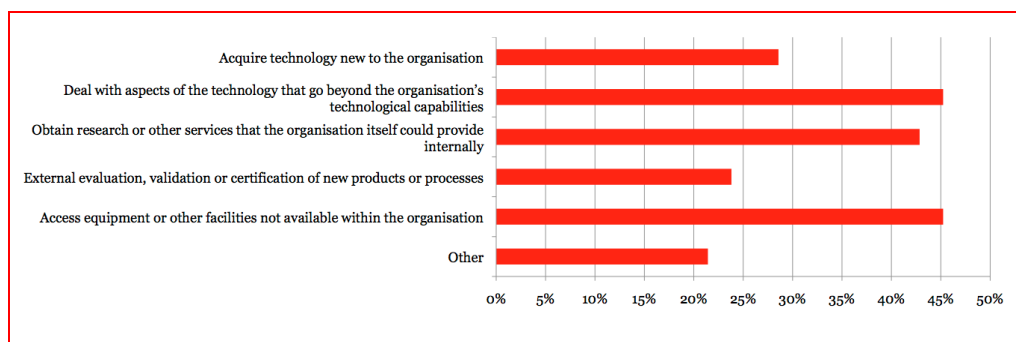 Acquire technology new to the organisation
Deal with aspects of the technology that go beyond the organisation’s
technological capabilities
Obtain research or other services that the organisation itself could provide
internally
External evaluation, validation or certification of new products or processes
Access equipment or other facilities not available within the organisation
Other
0% 5% 10% 15% 20% 25% 30% 35% 40% 45% 50%